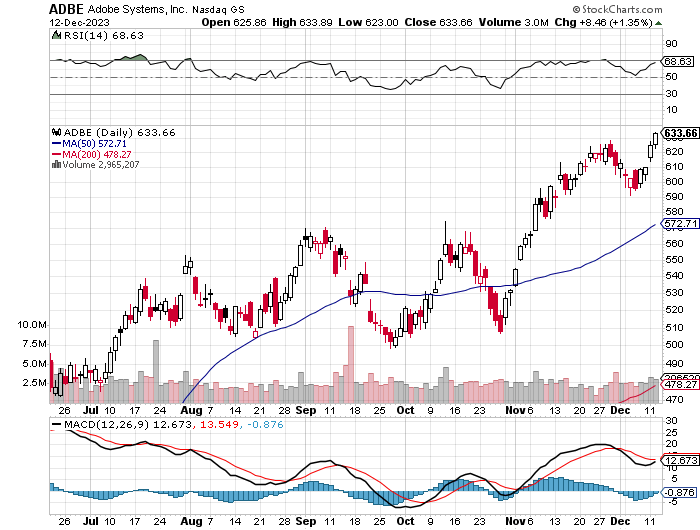 ADBE Adobe Systems, Inc. Nasdaq GS © StockCharts.com
12-Dec-2023 Open 625.86 High 633.89 Low 623.00 Close 633.66 Volume 3.0M Chg +8.46 (+1.35%)
RSI(14) 68.63
90
68.63
50
30
10
ADBE (Daily) 633.66
MA(50) 572.71
MA(200) 478.27
Volume 2,965,207
633.66
620
610
600
590
580
572.71
560
550
540
530
520
510
500
490
478.27
470
10.0M
7.5M
5.0M
2.5M
26 Jul 10 17 24 Aug 7 14 21 28 Sep 11 18 25 Oct 9 16 23 Nov 6 13 20 27 Dec 11
MACD(12,26,9) 12.673, 13.549, -0.876
30
25
20
15
12.673
5
-0.876
-5
26 Jul 10 17 24 Aug 7 14 21 28 Sep 11 18 25 Oct 9 16 23 Nov 6 13 20 27 Dec 11